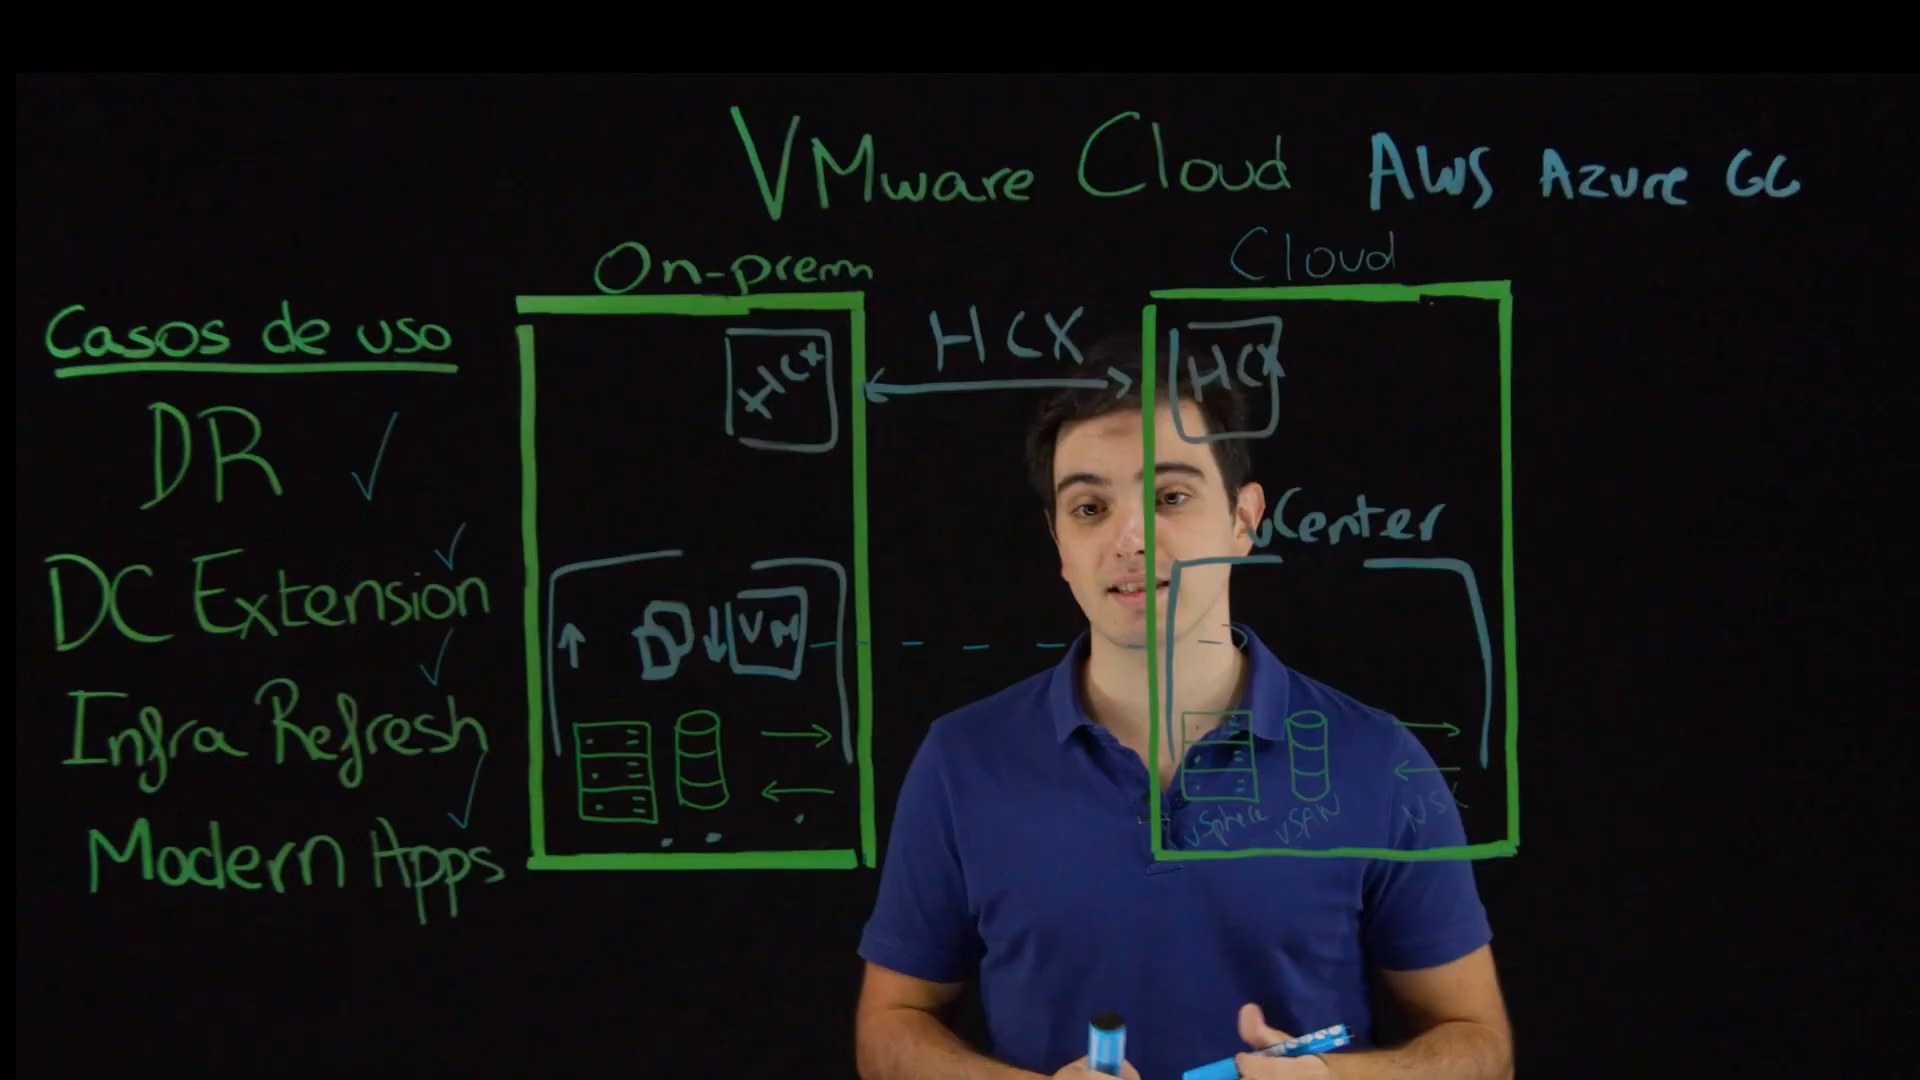 VMware Cloud AWS Azure GC
On-prem
Cloud
Casos de uso
DR
DC Extension
Infra Refresh
Modern Apps
HCX
HCX
HCX
vCenter
VM
vSphere
vSAN
NSX